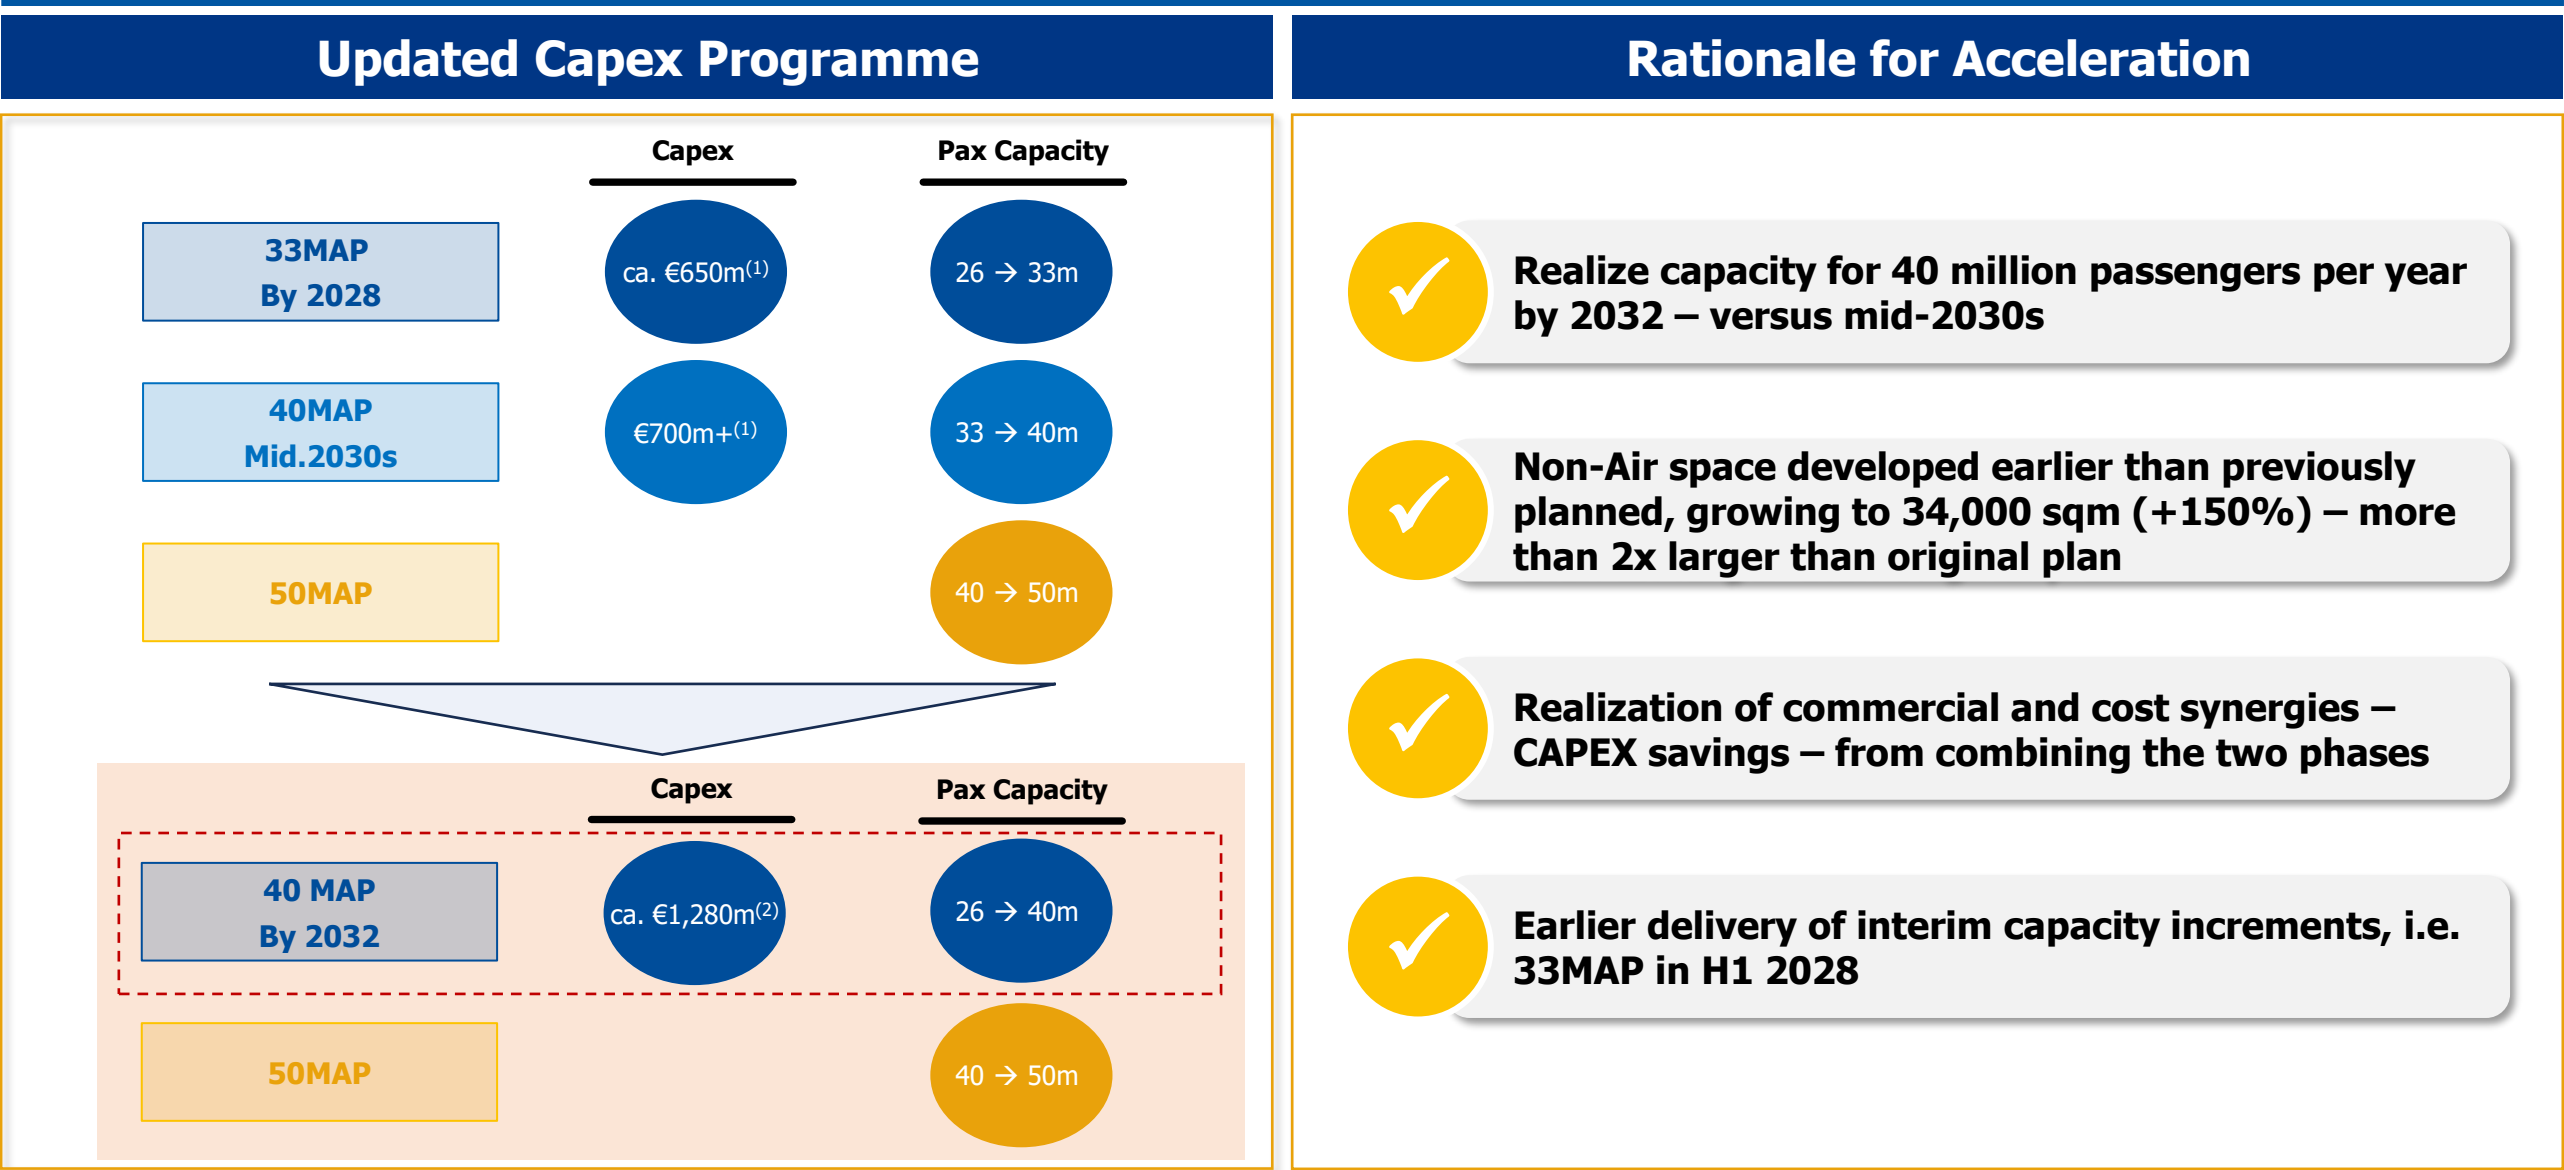 Updated Capex Programme
Capex
Pax Capacity
33MAP
By 2028
ca. €650m(1)
26 → 33m
40MAP
Mid.2030s
€700m+(1)
33 → 40m
50MAP
40 → 50m
Capex
Pax Capacity
40 MAP
By 2032
ca. €1,280m(2)
26 → 40m
50MAP
40 → 50m
Rationale for Acceleration
Realize capacity for 40 million passengers per year
by 2032 – versus mid-2030s
Non-Air space developed earlier than previously
planned, growing to 34,000 sqm (+150%) – more
than 2x larger than original plan
Realization of commercial and cost synergies –
CAPEX savings – from combining the two phases
Earlier delivery of interim capacity increments, i.e.
33MAP in H1 2028